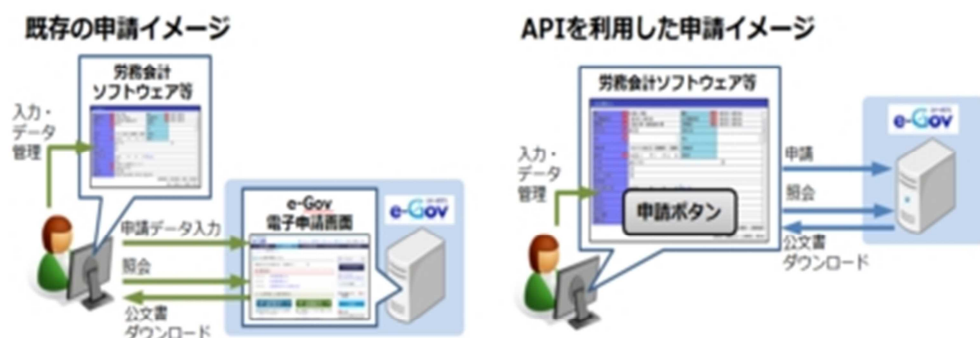 既存の申請イメージ
労務会計
ソフトウェア等
入力・
データ
管理
e-Gov
電子申請画面
e-Gov
申請データ入力
照会
公文書
ダウンロード
APIを利用した申請イメージ
労務会計ソフトウェア等
入力・
データ
管理
申請ボタン
e-Gov
申請
照会
公文書
ダウンロード